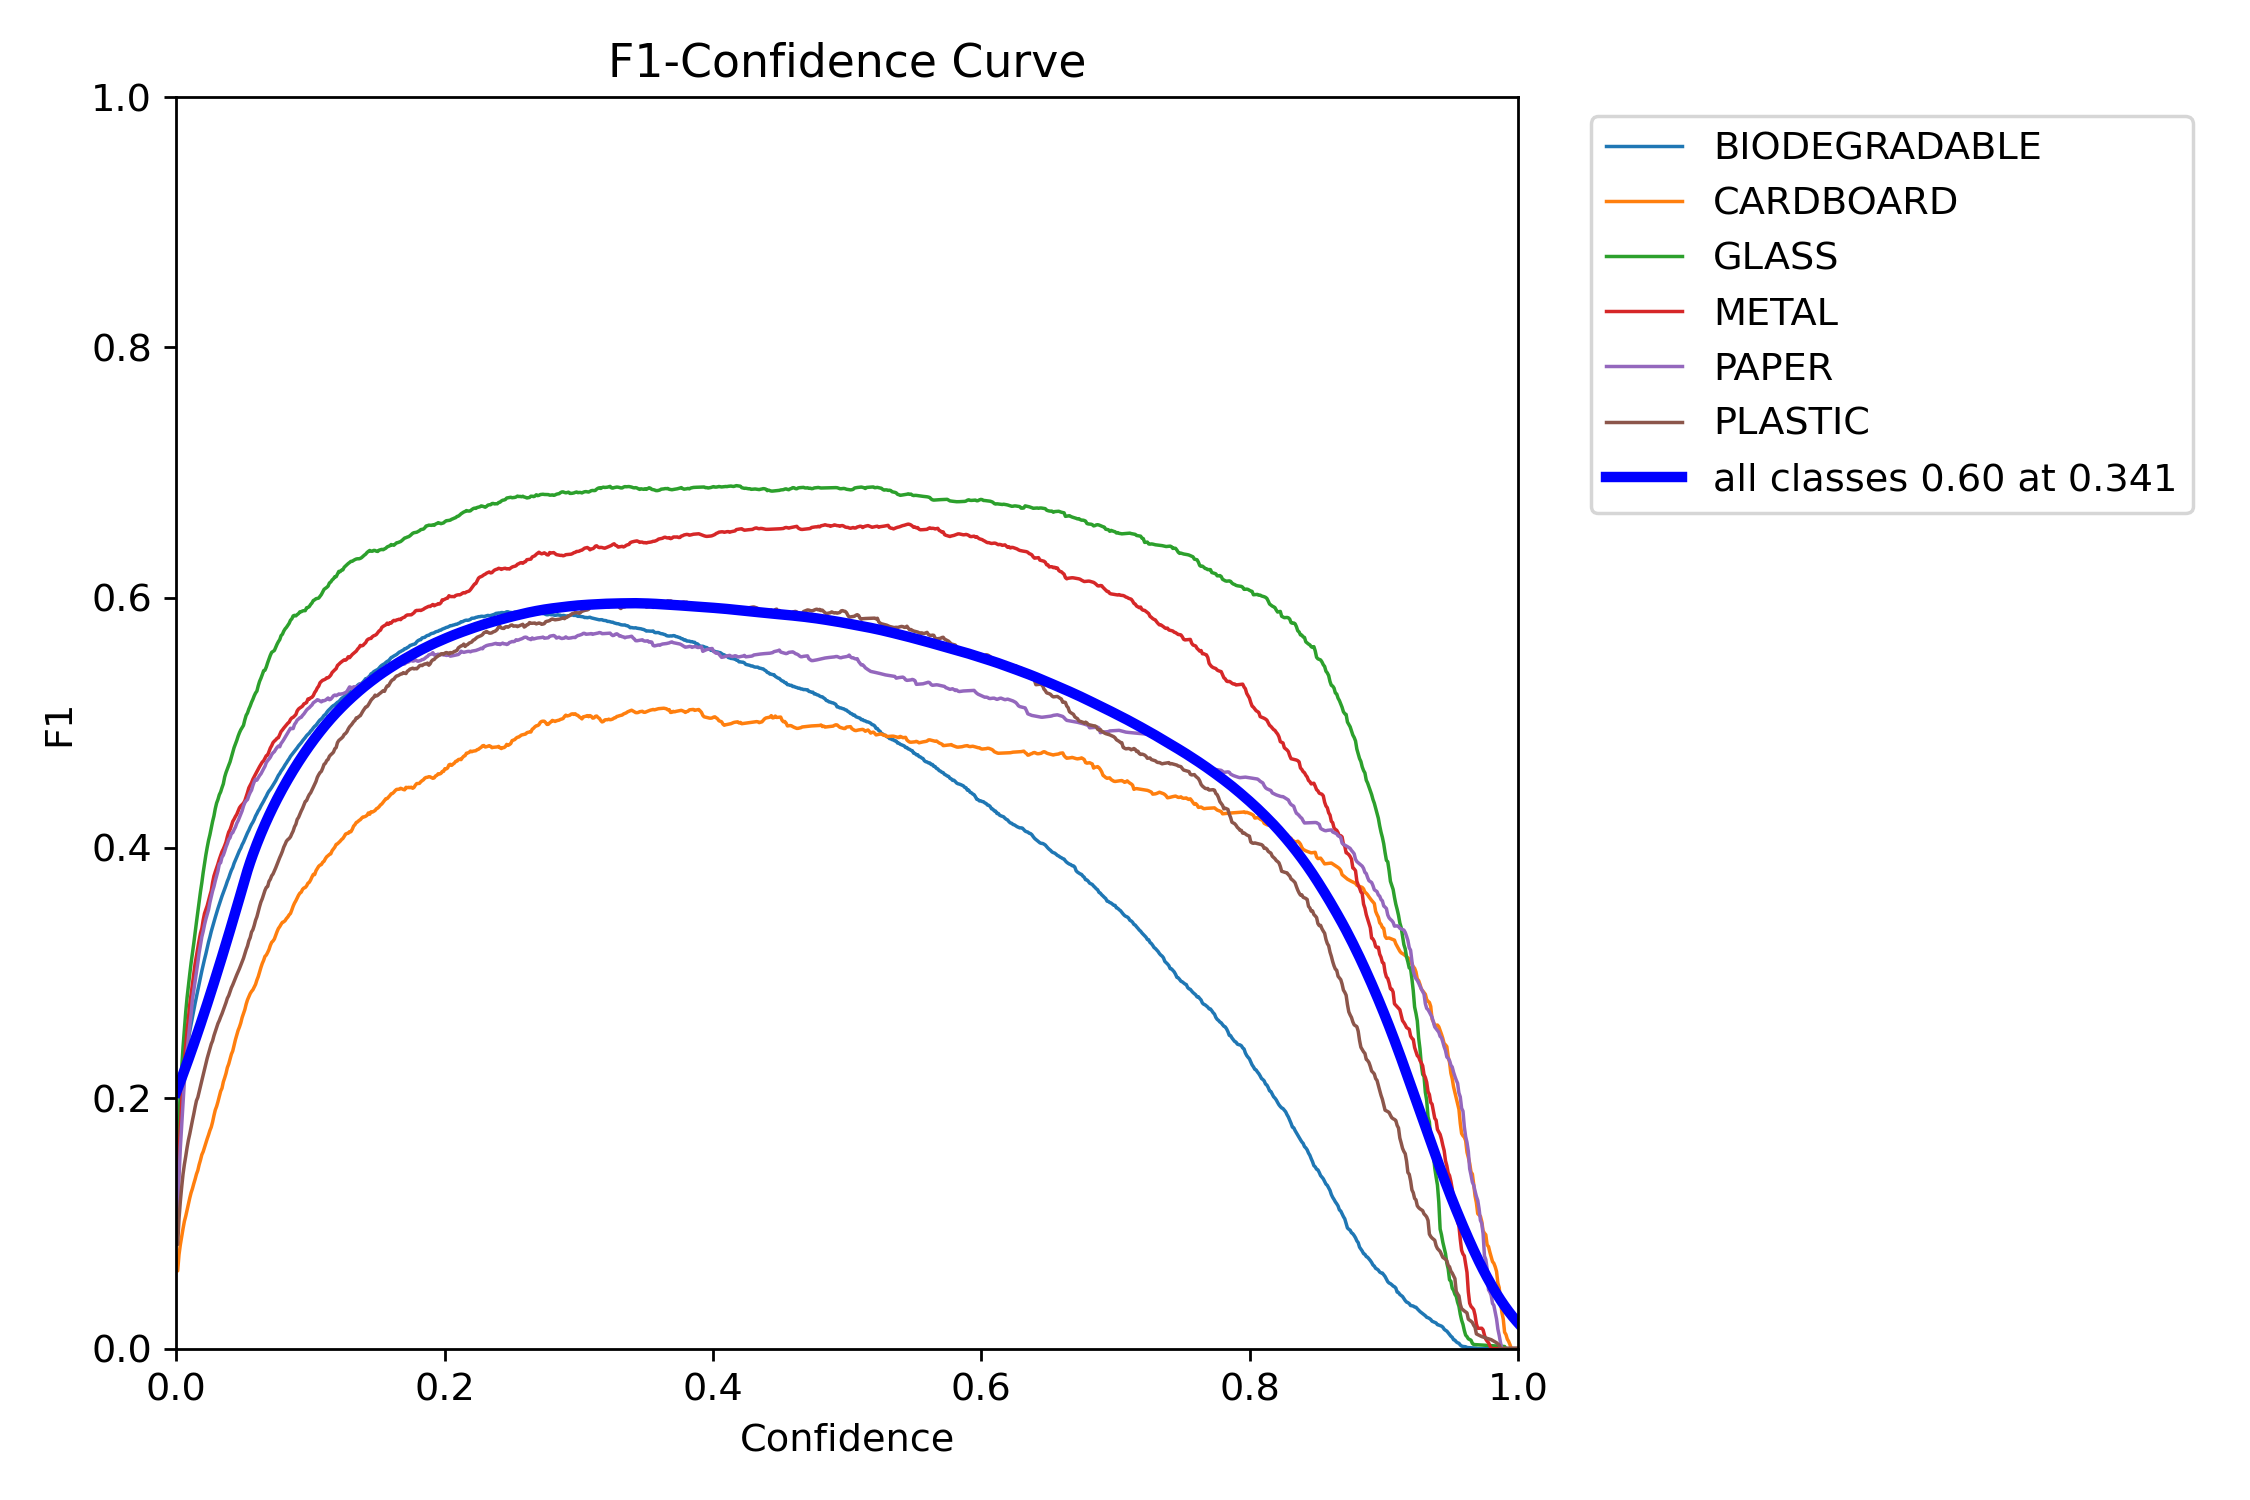 F1-Confidence Curve
1.0
0.8
0.6
0.4
0.2
0.0
F1
0.0 0.2 0.4 0.6 0.8 1.0
Confidence
BIODEGRADABLE
CARDBOARD
GLASS
METAL
PAPER
PLASTIC
all classes 0.60 at 0.341